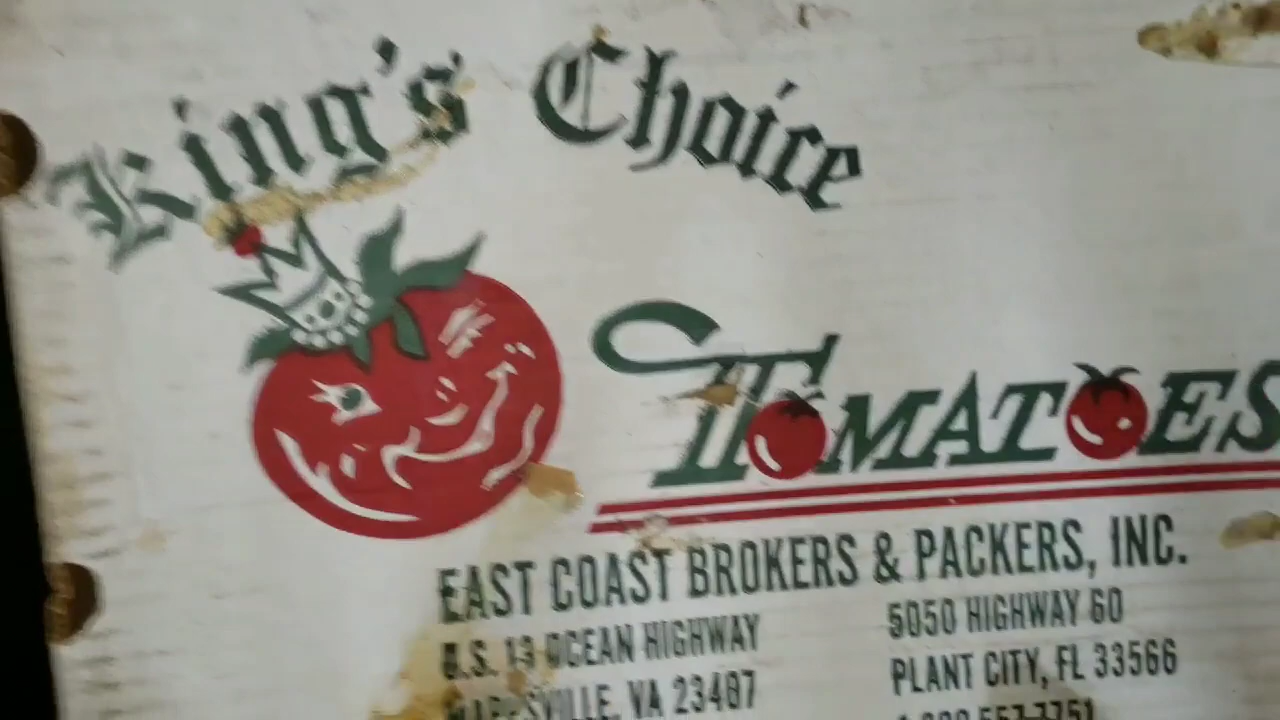 King's Choice
TOMATOES
EAST COAST BROKERS & PACKERS, INC.
U.S. 13 OCEAN HIGHWAY
VA 23487
5050 HIGHWAY 60
PLANT CITY, FL 33566